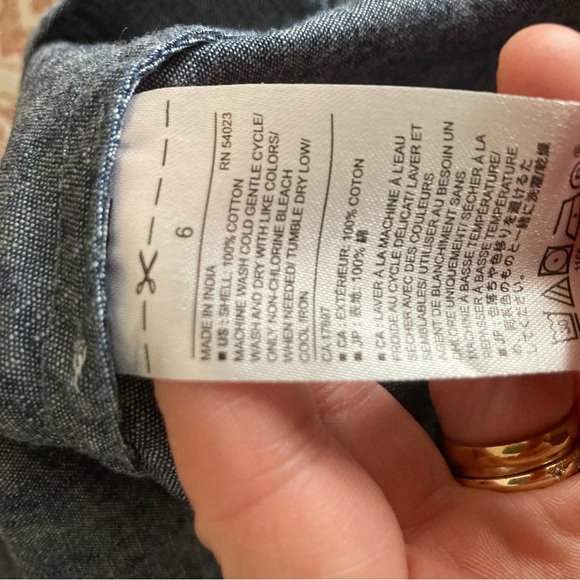 6
MADE IN INDIA RN 54023
■ US : SHELL: 100% COTTON
MACHINE WASH COLD GENTLE CYCLE/
WASH AND DRY WITH LIKE COLORS/
ONLY NON-CHLORINE BLEACH
WHEN NEEDED/ TUMBLE DRY LOW/
COOL IRON
CA 17897
■ CA : EXTÉRIEUR: 100% COTON
■ JP : 表地: 100% 綿
■ CA : LAVER À LA MACHINE À L'EAU
FROIDE AU CYCLE DÉLICAT/ LAVER ET
SÉCHER AVEC DES COULEURS
SEMBLABLES/ UTILISER AU BESOIN UN
AGENT DE BLANCHIMENT SANS
CHLORE UNIQUEMENT/ SÉCHER À LA
MACHINE À BASSE TEMPÉRATURE/
REPASSER À BASSE TEMPÉRATURE
■ JP : 色落ちや色移りを避けるた
め、同系色のものと一緒に洗濯/乾燥
してください。